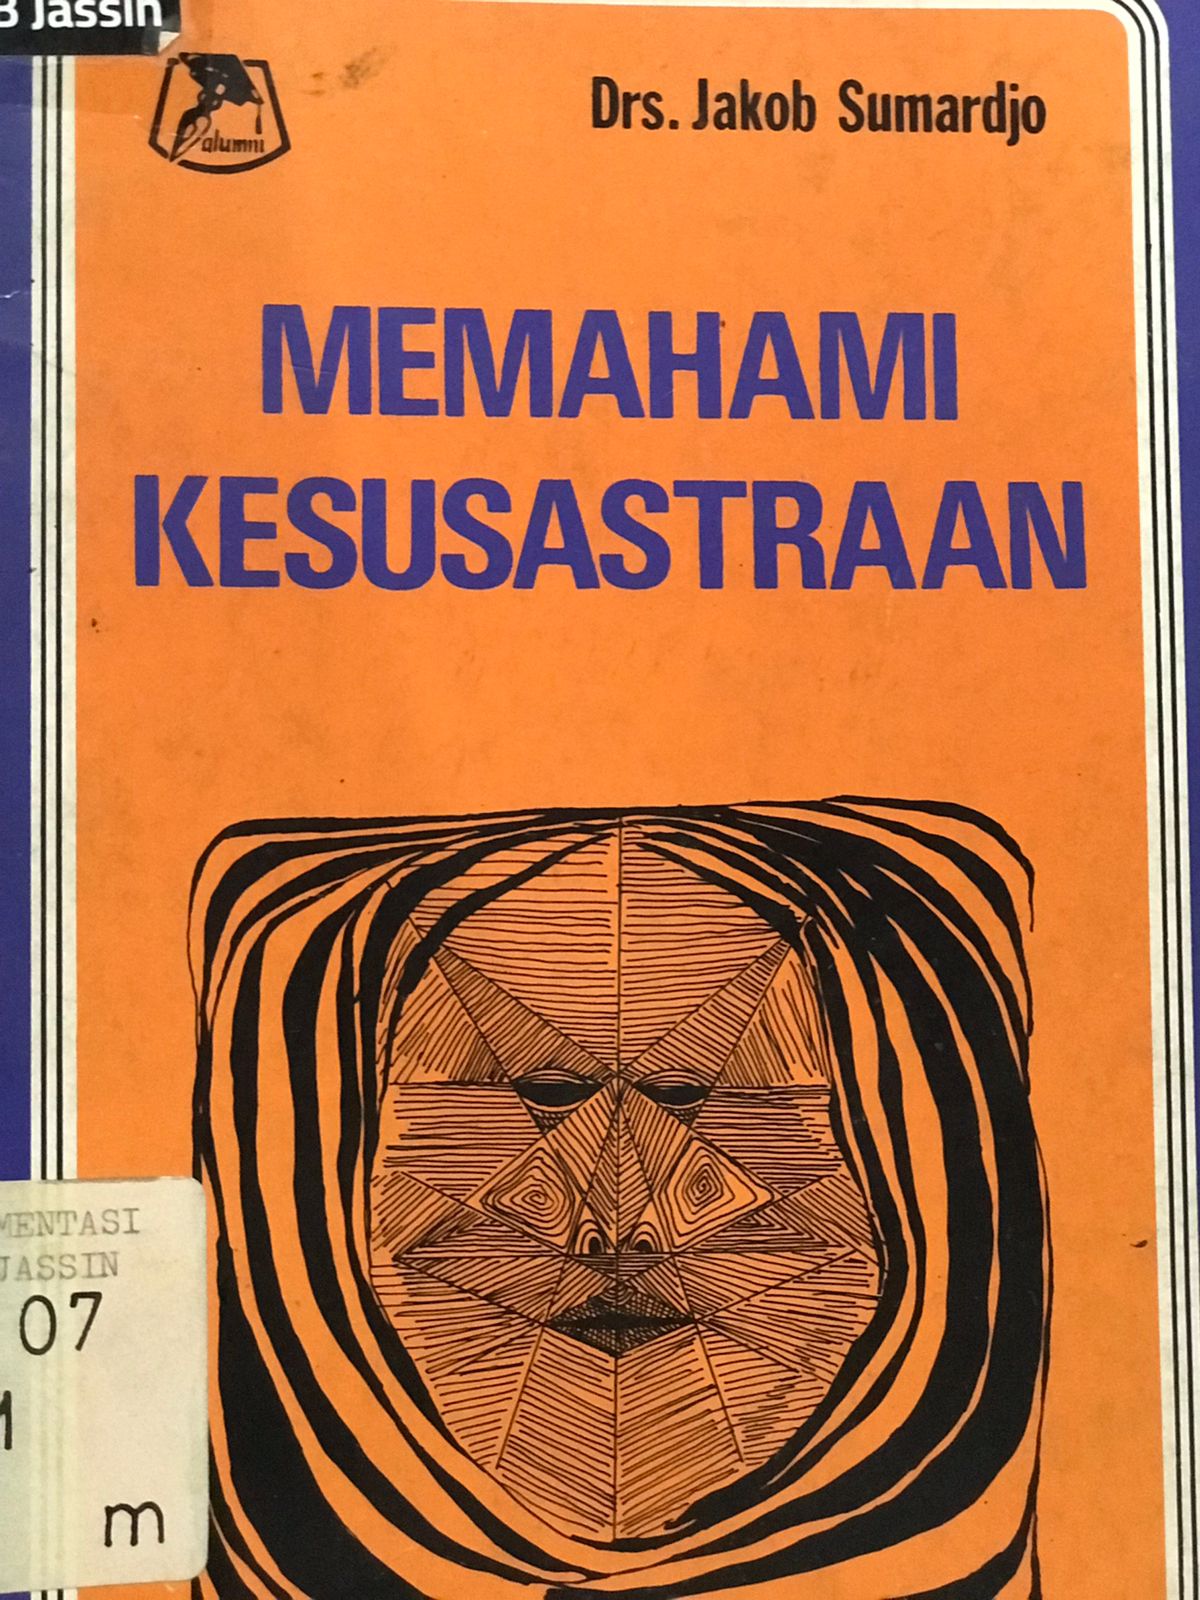 B Jassin
alumni
Drs. Jakob Sumardjo
MEMAHAMI
KESUSASTRAAN
MENTASI
JASSIN
07
m